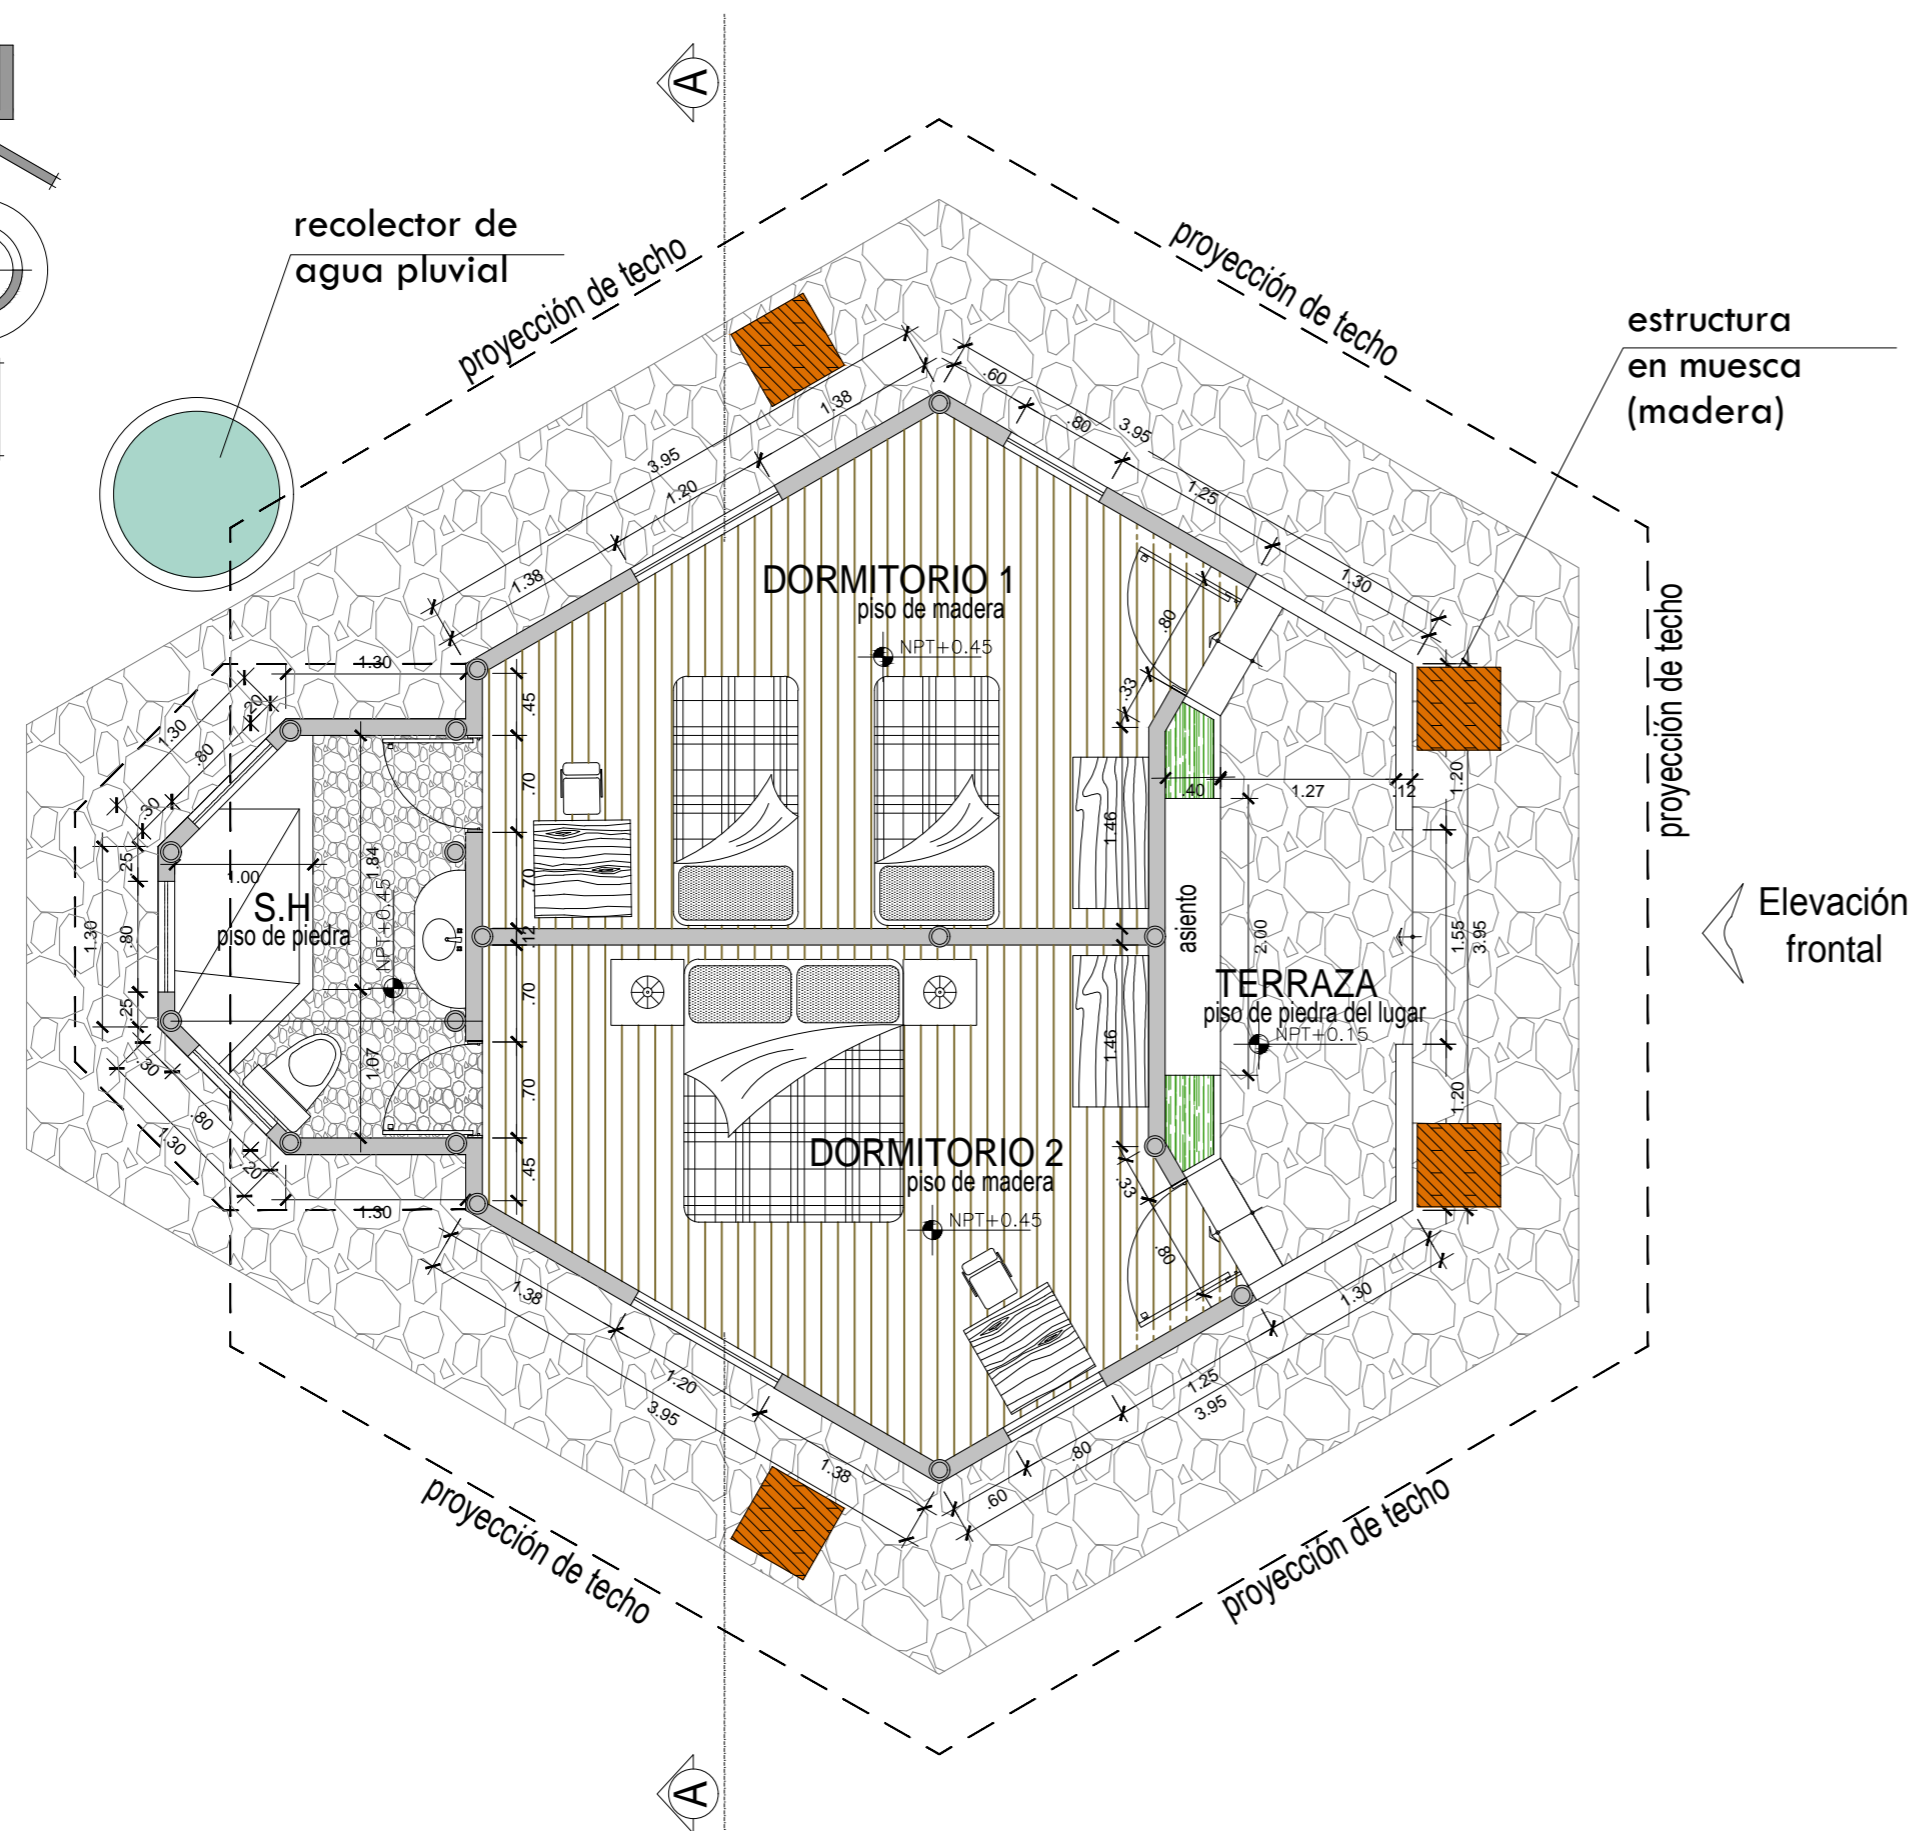 A
recolector de
agua pluvial
proyección de techo
proyección de techo
estructura
en muesca
(madera)
.60
.80
3.95
1.25
1.30
1.38
3.95
1.20
1.38
DORMITORIO 1
piso de madera
NPT+0.45
.80
.33
proyección de techo
1.30
.20
1.30
.80
.30
.45
.70
.70
.12
.70
.70
.45
1.84
1.07
1.00
.25
.80
.25
1.30
S.H
piso de piedra
NPT+0.45
1.46
1.46
.40
1.27
.12
1.20
asiento
2.00
1.55
3.95
1.20
TERRAZA
piso de piedra del lugar
NPT+0.15
Elevación
frontal
.30
.80
1.30
.20
1.30
DORMITORIO 2
piso de madera
NPT+0.45
.33
.80
1.30
1.25
3.95
.80
.60
1.38
1.20
3.95
1.38
proyección de techo
proyección de techo
A